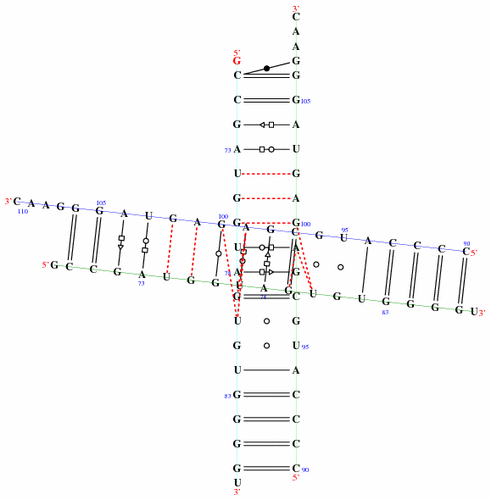 3'
C
A
5' A
G G
C G
C G 105
G A
73 A U
U G
G A
3' C A A G G G A U G A G A G C G U A C C C C 5'
110 105 100 100 95 90
5' G C C G A U G G A G U G U G G G G U 3'
73 78 83
U G
G U 95
U A
83 G C
G C
G C
G C 90
U 5'
3'